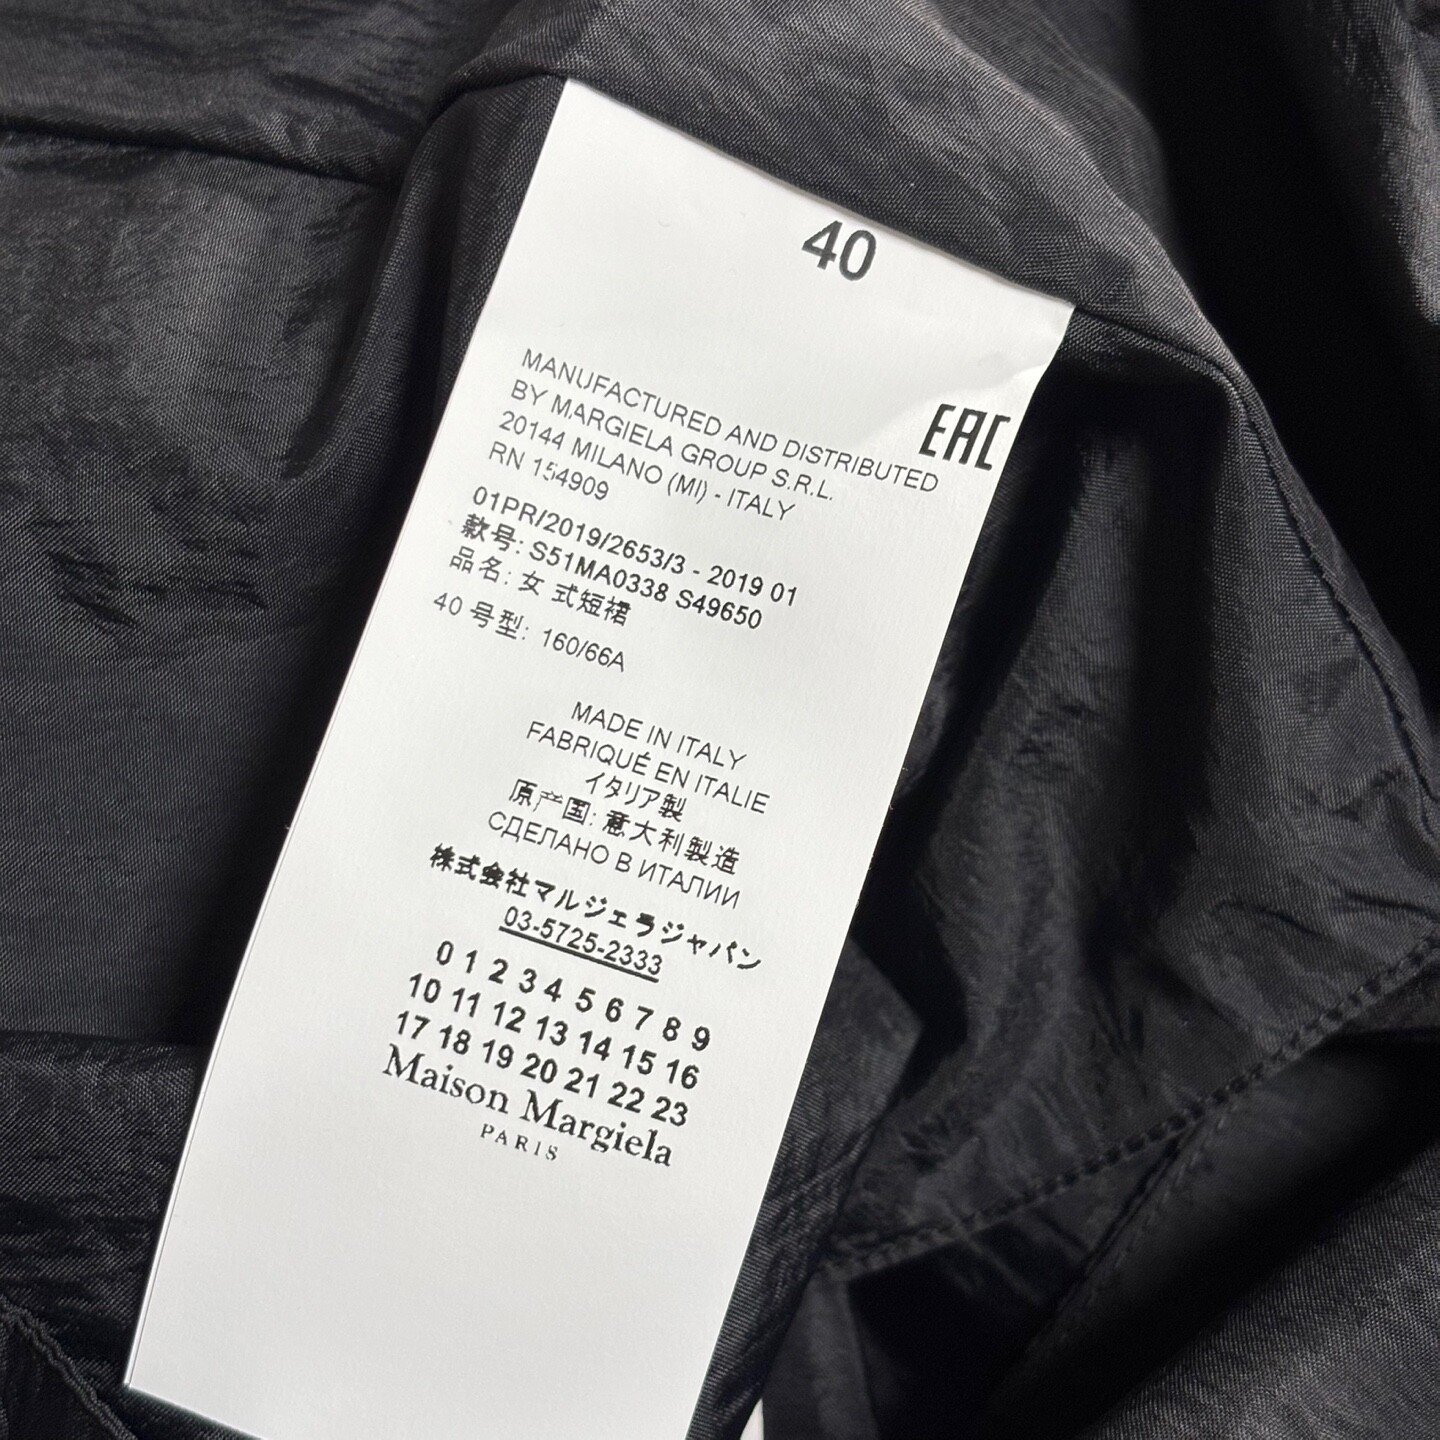 40
EAC
MANUFACTURED AND DISTRIBUTED
BY MARGIELA GROUP S.R.L.
20144 MILANO (MI) - ITALY
RN 154909
01PR/2019/2653/3 - 2019 01
款号: S51MA0338 S49650
品名: 女 式短裙
40 号型: 160/66A
MADE IN ITALY
FABRIQUÉ EN ITALIE
イタリア製
原产国: 意大利製造
СДЕЛАНО В ИТАЛИИ
株式会社マルジェラジャパン
03-5725-2333
0 1 2 3 4 5 6 7 8 9
10 11 12 13 14 15 16
17 18 19 20 21 22 23
Maison Margiela
PARIS